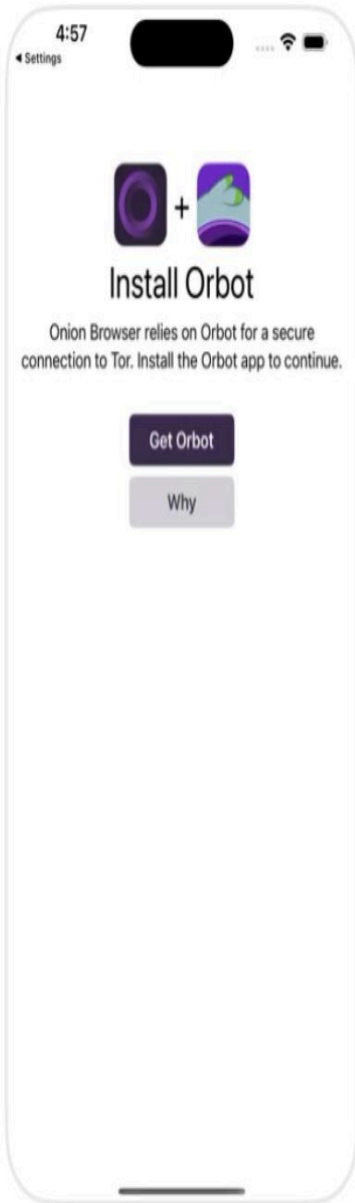 4:57
◀ Settings
+
Install Orbot
Onion Browser relies on Orbot for a secure
connection to Tor. Install the Orbot app to continue.
Get Orbot
Why